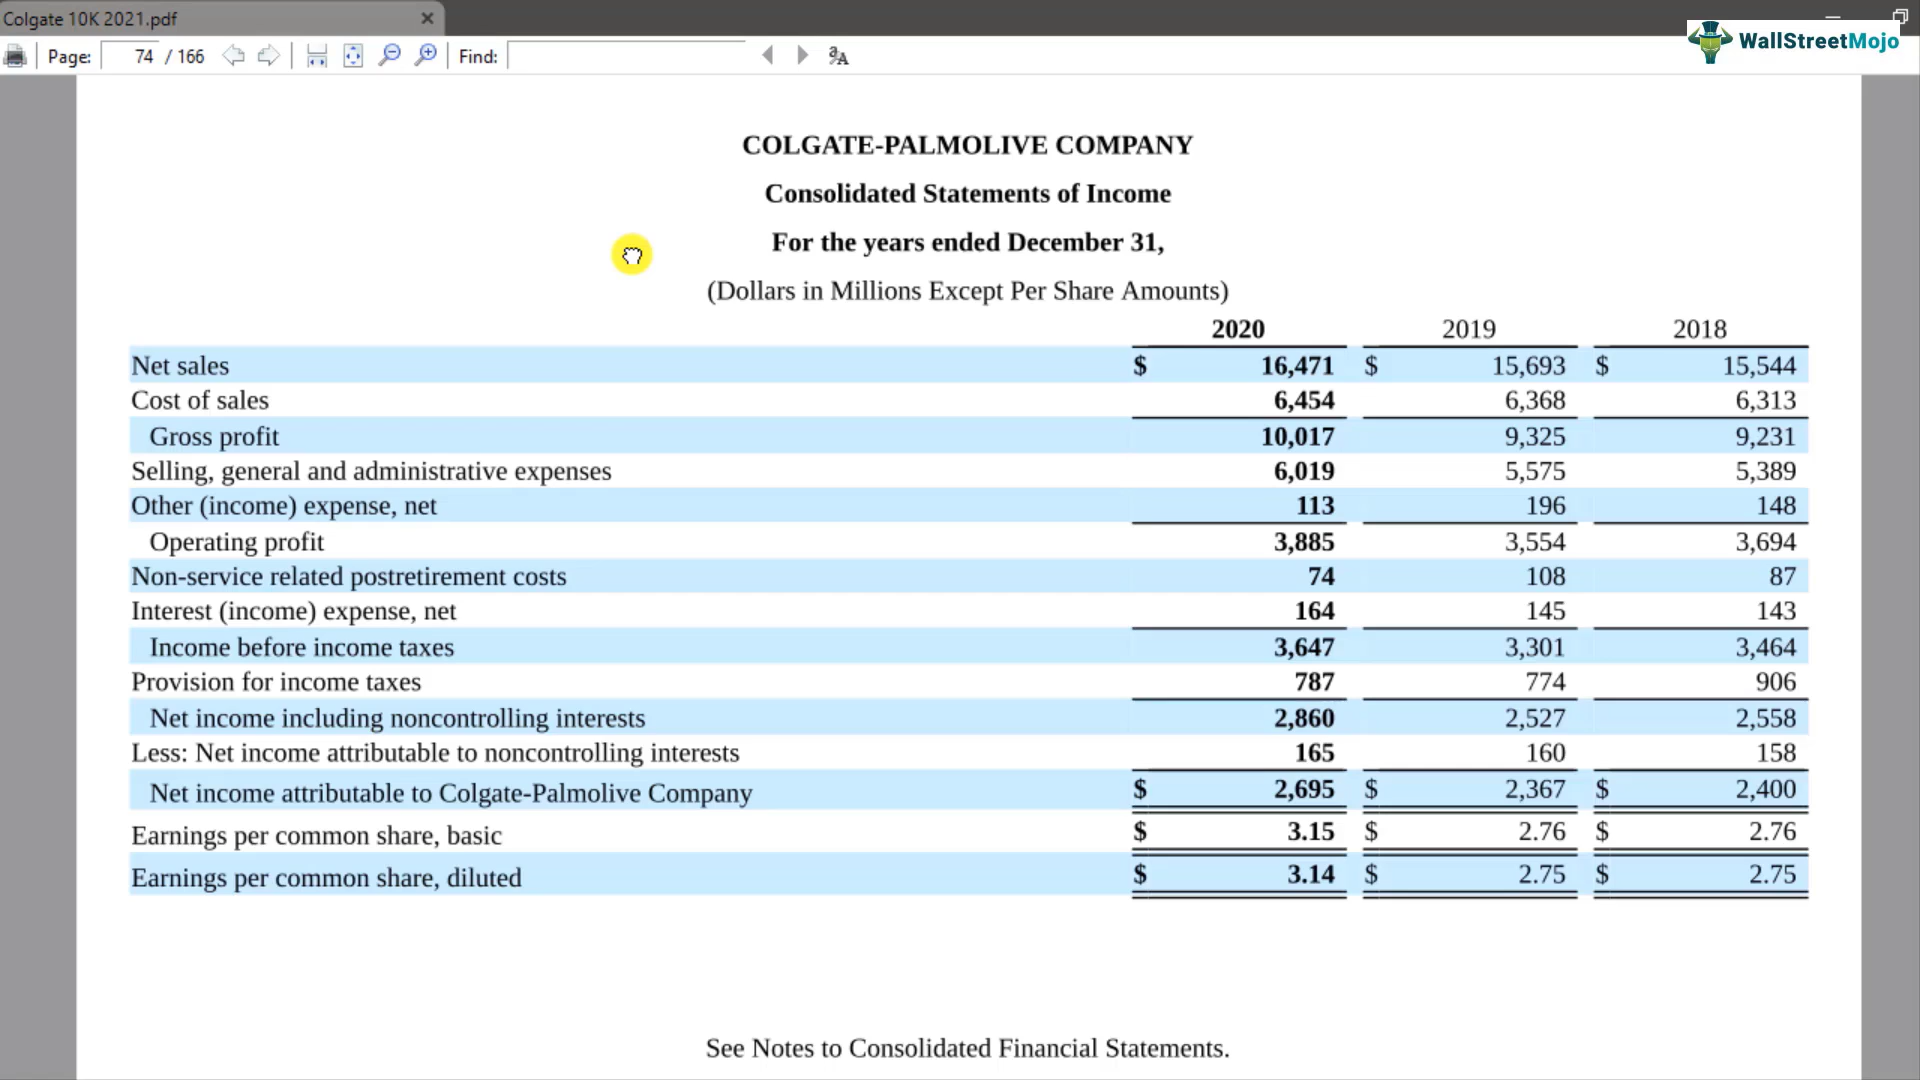 Colgate 10K 2021.pdf
Page: 74 / 166 Find:
WallStreetMojo
COLGATE-PALMOLIVE COMPANY
Consolidated Statements of Income
For the years ended December 31,
(Dollars in Millions Except Per Share Amounts)
2020 2019 2018
Net sales $ 16,471 $ 15,693 $ 15,544
Cost of sales 6,454 6,368 6,313
Gross profit 10,017 9,325 9,231
Selling, general and administrative expenses 6,019 5,575 5,389
Other (income) expense, net 113 196 148
Operating profit 3,885 3,554 3,694
Non-service related postretirement costs 74 108 87
Interest (income) expense, net 164 145 143
Income before income taxes 3,647 3,301 3,464
Provision for income taxes 787 774 906
Net income including noncontrolling interests 2,860 2,527 2,558
Less: Net income attributable to noncontrolling interests 165 160 158
Net income attributable to Colgate-Palmolive Company $ 2,695 $ 2,367 $ 2,400
Earnings per common share, basic $ 3.15 $ 2.76 $ 2.76
Earnings per common share, diluted $ 3.14 $ 2.75 $ 2.75
See Notes to Consolidated Financial Statements.